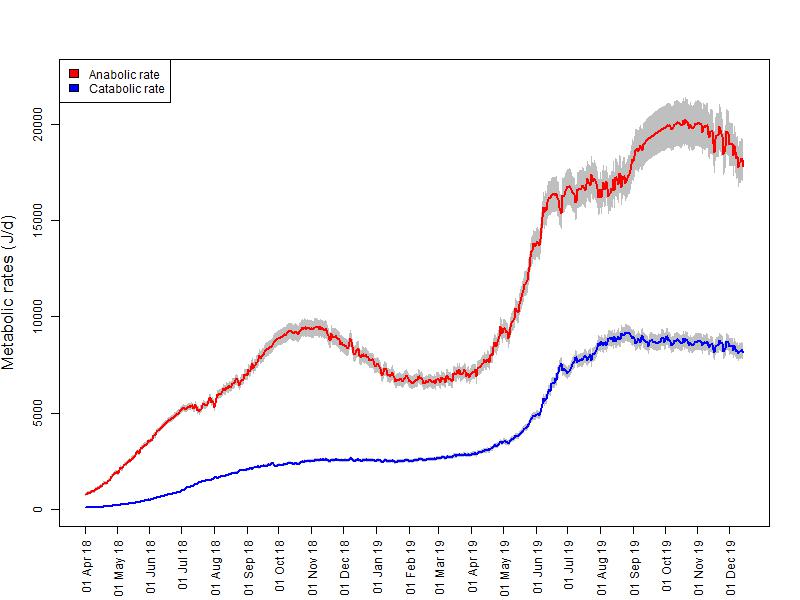 Anabolic rate
Catabolic rate
Metabolic rates (J/d)
20000
15000
10000
5000
0
01 Apr 18
01 May 18
01 Jun 18
01 Jul 18
01 Aug 18
01 Sep 18
01 Oct 18
01 Nov 18
01 Dec 18
01 Jan 19
01 Feb 19
01 Mar 19
01 Apr 19
01 May 19
01 Jun 19
01 Jul 19
01 Aug 19
01 Sep 19
01 Oct 19
01 Nov 19
01 Dec 19